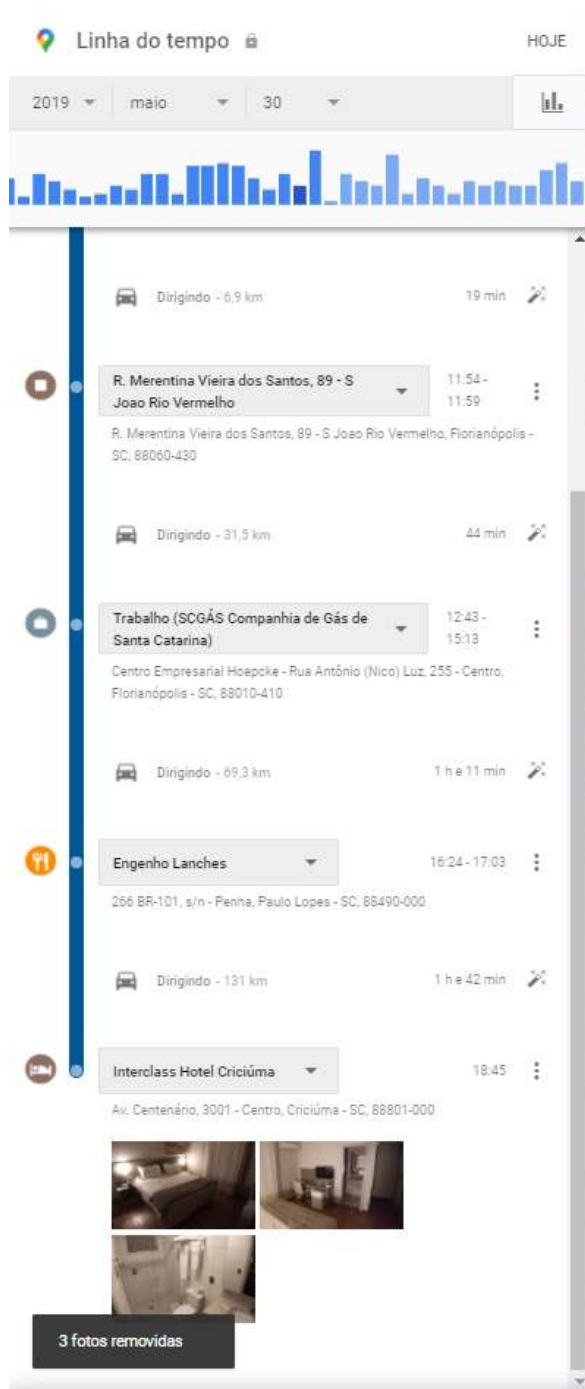 Linha do tempo
HOJE
2019
maio
30
Dirigindo - 6,9 km
19 min
R. Merentina Vieira dos Santos, 89 - S
Joao Rio Vermelho
11:54 -
11:59
R. Merentina Vieira dos Santos, 89 - S Joao Rio Vermelho, Florianópolis -
SC, 88060-430
Dirigindo - 31,5 km
44 min
Trabalho (SCGÁS Companhia de Gás de
Santa Catarina)
12:43 -
15:13
Centro Empresarial Hoepcke - Rua Antônio (Nico) Luz, 255 - Centro,
Florianópolis - SC, 88010-410
Dirigindo - 69,3 km
1 h e 11 min
Engenho Lanches
16:24 - 17:03
266 BR-101, s/n - Penha, Paulo Lopes - SC, 88490-000
Dirigindo - 131 km
1 h e 42 min
Interclass Hotel Criciúma
18:45
Av. Centenário, 3001 - Centro, Criciúma - SC, 88801-000
3 fotos removidas